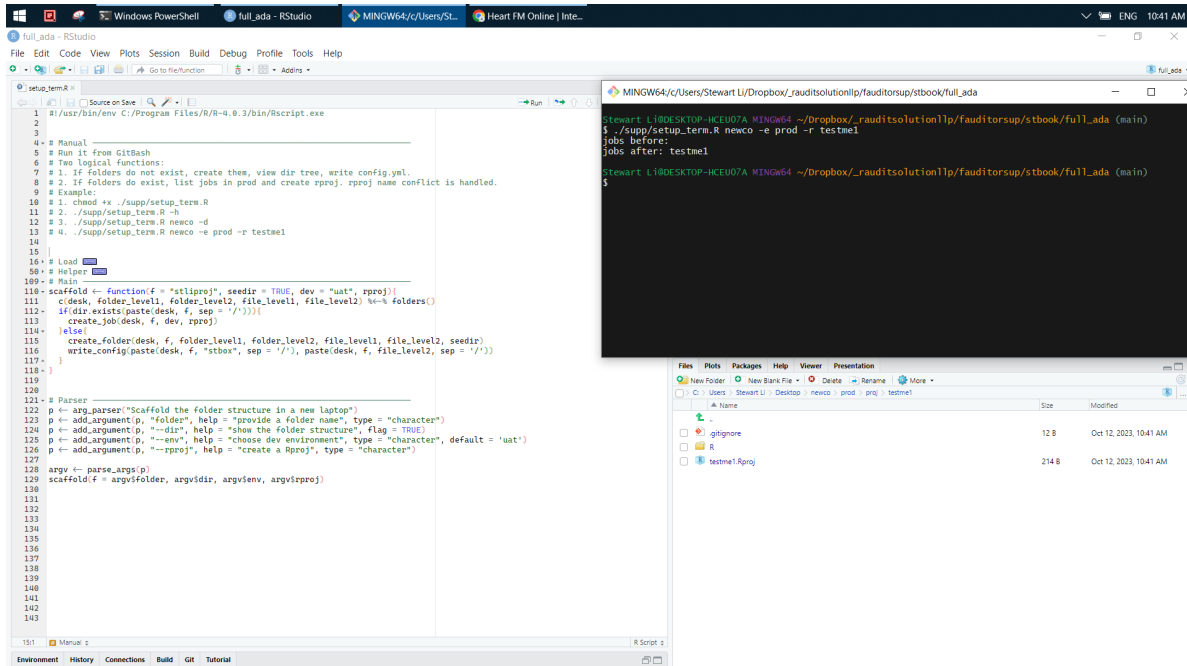 Windows PowerShell
full_ada - RStudio
MINGW64:/c/Users/St...
Heart FM Online | Inte...
ENG 10:41 AM
full_ada - RStudio
File Edit Code View Plots Session Build Debug Profile Tools Help
Go to file/function
Addins
full_ada
setup_term.R
Source on Save
Run
1 #!/usr/bin/env C:/Program Files/R/R-4.0.3/bin/Rscript.exe
2
3
4 # Manual
5 # Run it from GitBash
6 # Two logical functions:
7 # 1. If folders do not exist, create them, view dir tree, write config.yml.
8 # 2. If folders do exist, list jobs in prod and create rproj. rproj name conflict is handled.
9 # Example:
10 # 1. chmod +x ./supp/setup_term.R
11 # 2. ./supp/setup_term.R -h
12 # 3. ./supp/setup_term.R newco -d
13 # 4. ./supp/setup_term.R newco -e prod -r testme1
14
15
16 # Load
50 # Helper
109 # Main
110 scaffold <- function(f = "stliproj", seedir = TRUE, dev = "uat", rproj){
111 c(desk, folder_level1, folder_level2, file_level1, file_level2) %<-% folders()
112 if(dir.exists(paste(desk, f, sep = '/'))){
113 create_job(desk, f, dev, rproj)
114 }else{
115 create_folder(desk, f, folder_level1, folder_level2, file_level1, file_level2, seedir)
116 write_config(paste(desk, f, "stbox", sep = '/'), paste(desk, f, file_level2, sep = '/'))
117 }
118 }
119
120
121 # Parser
122 p <- arg_parser("Scaffold the folder structure in a new laptop")
123 p <- add_argument(p, "folder", help = "provide a folder name", type = "character")
124 p <- add_argument(p, "--dir", help = "show the folder structure", flag = TRUE)
125 p <- add_argument(p, "--env", help = "choose dev environment", type = "character", default = 'uat')
126 p <- add_argument(p, "--rproj", help = "create a Rproj", type = "character")
127
128 argv <- parse_args(p)
129 scaffold(f = argv$folder, argv$dir, argv$env, argv$rproj)
130
131
132
133
134
135
136
137
138
139
140
141
142
143
15:1 Manual
R Script
Environment History Connections Build Git Tutorial
MINGW64:/c/Users/Stewart Li/Dropbox/_rauditsolutionllp/fauditorsup/stbook/full_ada
Stewart Li@DESKTOP-HCEU07A MINGW64 ~/Dropbox/_rauditsolutionllp/fauditorsup/stbook/full_ada (main)
$ ./supp/setup_term.R newco -e prod -r testme1
jobs before:
jobs after: testme1
Stewart Li@DESKTOP-HCEU07A MINGW64 ~/Dropbox/_rauditsolutionllp/fauditorsup/stbook/full_ada (main)
$
Files Plots Packages Help Viewer Presentation
New Folder New Blank File Delete Rename More
C: Users Stewart Li Desktop newco prod proj testme1
Name Size Modified
..
.gitignore 12 B Oct 12, 2023, 10:41 AM
R
testme1.Rproj 214 B Oct 12, 2023, 10:41 AM